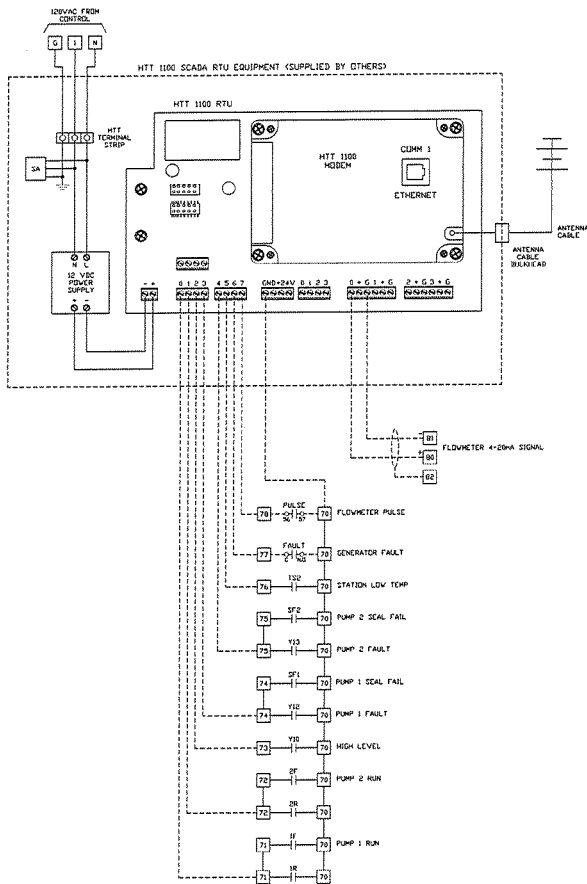 120VAC FROM
CONTROL
G 1 N
HTT 1100 SCADA RTU EQUIPMENT (SUPPLIED BY OTHERS)
HTT 1100 RTU
HTT
TERMINAL
STRIP
SA
COMM 1
HTT 1100
MODEM
ETHERNET
ANTENNA
CABLE
ANTENNA
CABLE
BULKHEAD
N L
12 VDC
POWER
SUPPLY
+ -
- +
0 1 2 3
4 5 6 7
GND+24V
0 1 2 3
0 + G 1 + G
2 + G 3 + G
81
FLOWMETER 4-20mA SIGNAL
80
82
PULSE
78 56 57 70 FLOWMETER PULSE
FAULT
77 70 GENERATOR FAULT
TS2
76 70 STATION LOW TEMP
SF2
75 70 PUMP 2 SEAL FAIL
Y13
75 70 PUMP 2 FAULT
SF1
74 70 PUMP 1 SEAL FAIL
Y12
74 70 PUMP 1 FAULT
Y10
73 70 HIGH LEVEL
2F
72 70 PUMP 2 RUN
2R
72 70
1F
71 70 PUMP 1 RUN
1R
71 70